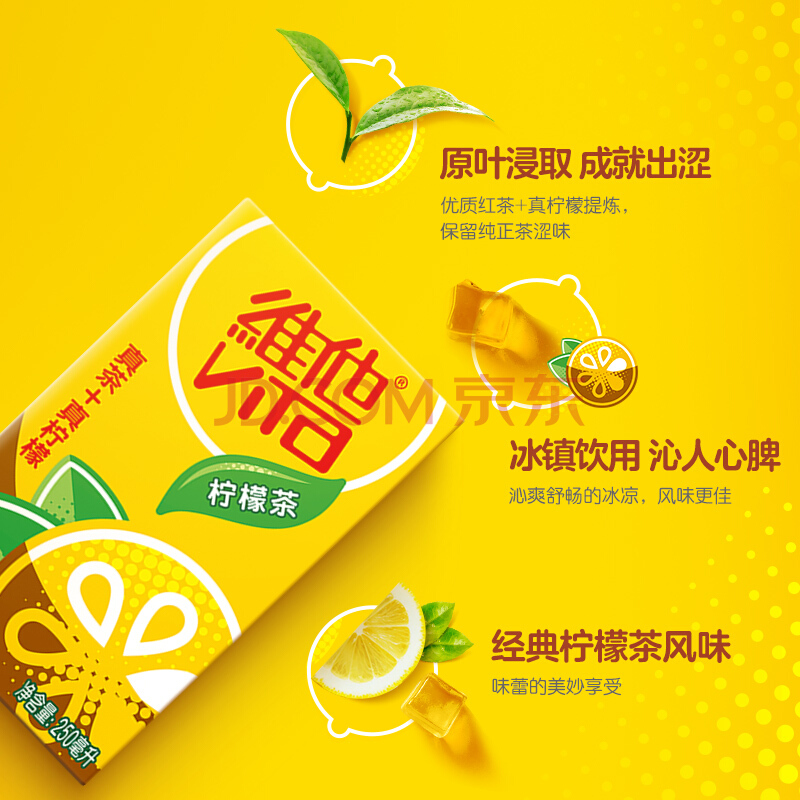 原叶浸取 成就出涩
优质红茶+真柠檬提炼，
保留纯正茶涩味
維他
VITA
®
真茶+真柠檬
柠檬茶
净含量: 250毫升
JD.COM 京东
冰镇饮用 沁人心脾
沁爽舒畅的冰凉，风味更佳
经典柠檬茶风味
味蕾的美妙享受